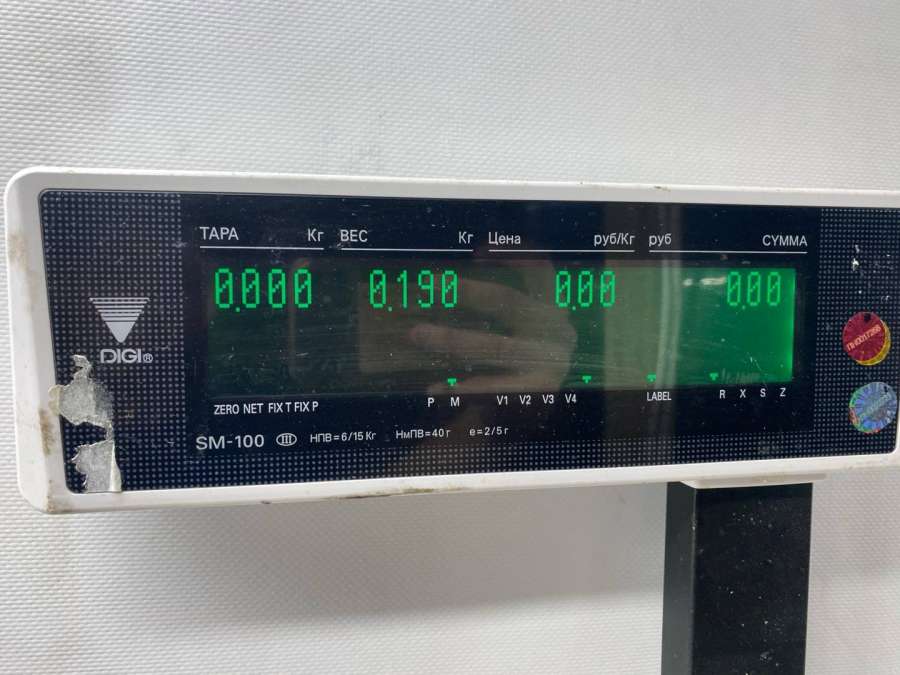 ТАРА Кг ВЕС Кг Цена руб/Кг руб СУММА
0.000 0.190 0.00 0.00
DIGI®
ZERO NET FIX T FIX P P M V1 V2 V3 V4 LABEL R X S Z
SM-100 III НПВ=6/15 Кг НмПВ=40 г е=2/5 г